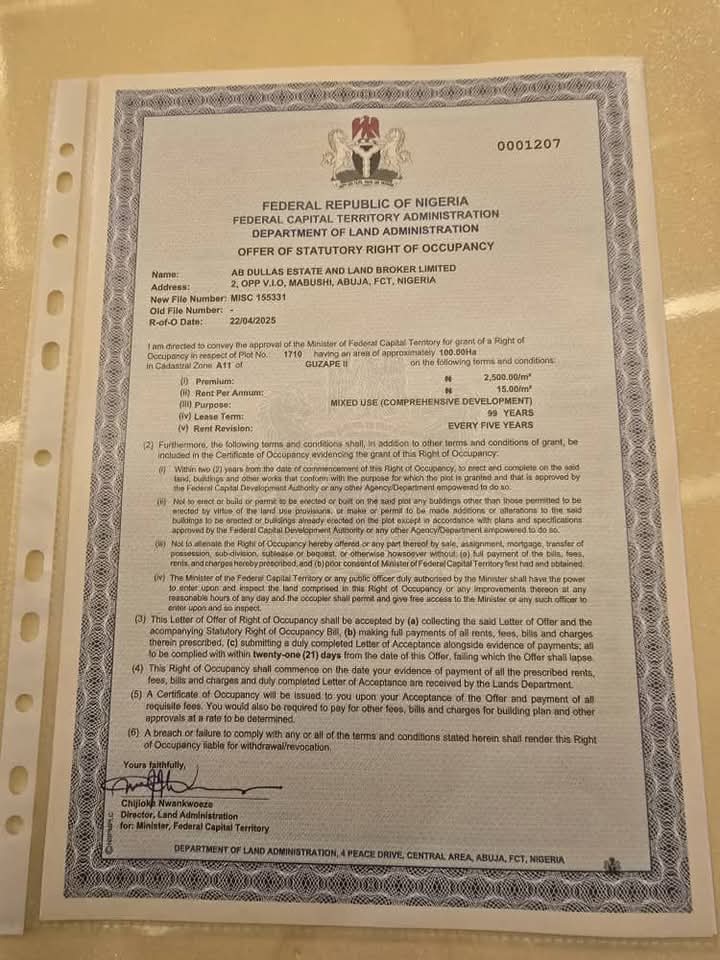 0001207
FEDERAL REPUBLIC OF NIGERIA
FEDERAL CAPITAL TERRITORY ADMINISTRATION
DEPARTMENT OF LAND ADMINISTRATION
OFFER OF STATUTORY RIGHT OF OCCUPANCY
Name: AB DULLAS ESTATE AND LAND BROKER LIMITED
Address: 2, OPP V.I.O, MABUSHI, ABUJA, FCT, NIGERIA
New File Number: MISC 155331
Old File Number: -
R-of-O Date: 22/04/2025
I am directed to convey the approval of the Minister of Federal Capital Territory for grant of a Right of
Occupancy in respect of Plot No. 1710 having an area of approximately 100.00Ha
in Cadastral Zone A11 of GUZAPE II on the following terms and conditions:
(i) Premium: ₦ 2,500.00/m²
(ii) Rent Per Annum: ₦ 15.00/m²
(iii) Purpose: MIXED USE (COMPREHENSIVE DEVELOPMENT)
(iv) Lease Term: 99 YEARS
(v) Rent Revision: EVERY FIVE YEARS
(2) Furthermore, the following terms and conditions shall, in addition to other terms and conditions of grant, be
included in the Certificate of Occupancy evidencing the grant of this Right of Occupancy:
(i) Within two (2) years from the date of commencement of this Right of Occupancy, to erect and complete on the said
land, buildings and other works that conform with the purpose for which the plot is granted and that is approved by
the Federal Capital Development Authority or any other Agency/Department empowered to do so.
(ii) Not to erect or build or permit to be erected or built on the said plot any buildings other than those permitted to be
erected by virtue of the land use provisions, or make or permit to be made additions or alterations to the said
buildings to be erected or buildings already erected on the plot except in accordance with plans and specifications
approved by the Federal Capital Development Authority or any other Agency/Department empowered to do so.
(iii) Not to alienate the Right of Occupancy hereby offered or any part thereof by sale, assignment, mortgage, transfer of
possession, sub-division, sublease or bequest, or otherwise howsoever without: (a) full payment of the bills, fees,
rents, and charges hereby prescribed, and (b) prior consent of Minister of Federal Capital Territory first had and obtained.
(iv) The Minister of the Federal Capital Territory or any public officer duly authorised by the Minister shall have the power
to enter upon and inspect the land comprised in this Right of Occupancy or any improvements thereon at any
reasonable hours of any day and the occupier shall permit and give free access to the Minister or any such officer to
enter upon and so inspect.
(3) This Letter of Offer of Right of Occupancy shall be accepted by (a) collecting the said Letter of Offer and the
acompanying Statutory Right of Occupancy Bill, (b) making full payments of all rents, fees, bills and charges
therein prescribed, (c) submitting a duly completed Letter of Acceptance alongside evidence of payments; all
to be complied with within twenty-one (21) days from the date of this Offer, failing which the Offer shall lapse.
(4) This Right of Occupancy shall commence on the date your evidence of payment of all the prescribed rents,
fees, bills and charges and duly completed Letter of Acceptance are received by the Lands Department.
(5) A Certificate of Occupancy will be issued to you upon your Acceptance of the Offer and payment of all
requisite fees. You would also be required to pay for other fees, bills and charges for building plan and other
approvals at a rate to be determined.
(6) A breach or failure to comply with any or all of the terms and conditions stated herein shall render this Right
of Occupancy liable for withdrawal/revocation.
Yours faithfully,
Chijioke Nwankwoeze
Director, Land Administration
for: Minister, Federal Capital Territory
DEPARTMENT OF LAND ADMINISTRATION, 4 PEACE DRIVE, CENTRAL AREA, ABUJA, FCT, NIGERIA